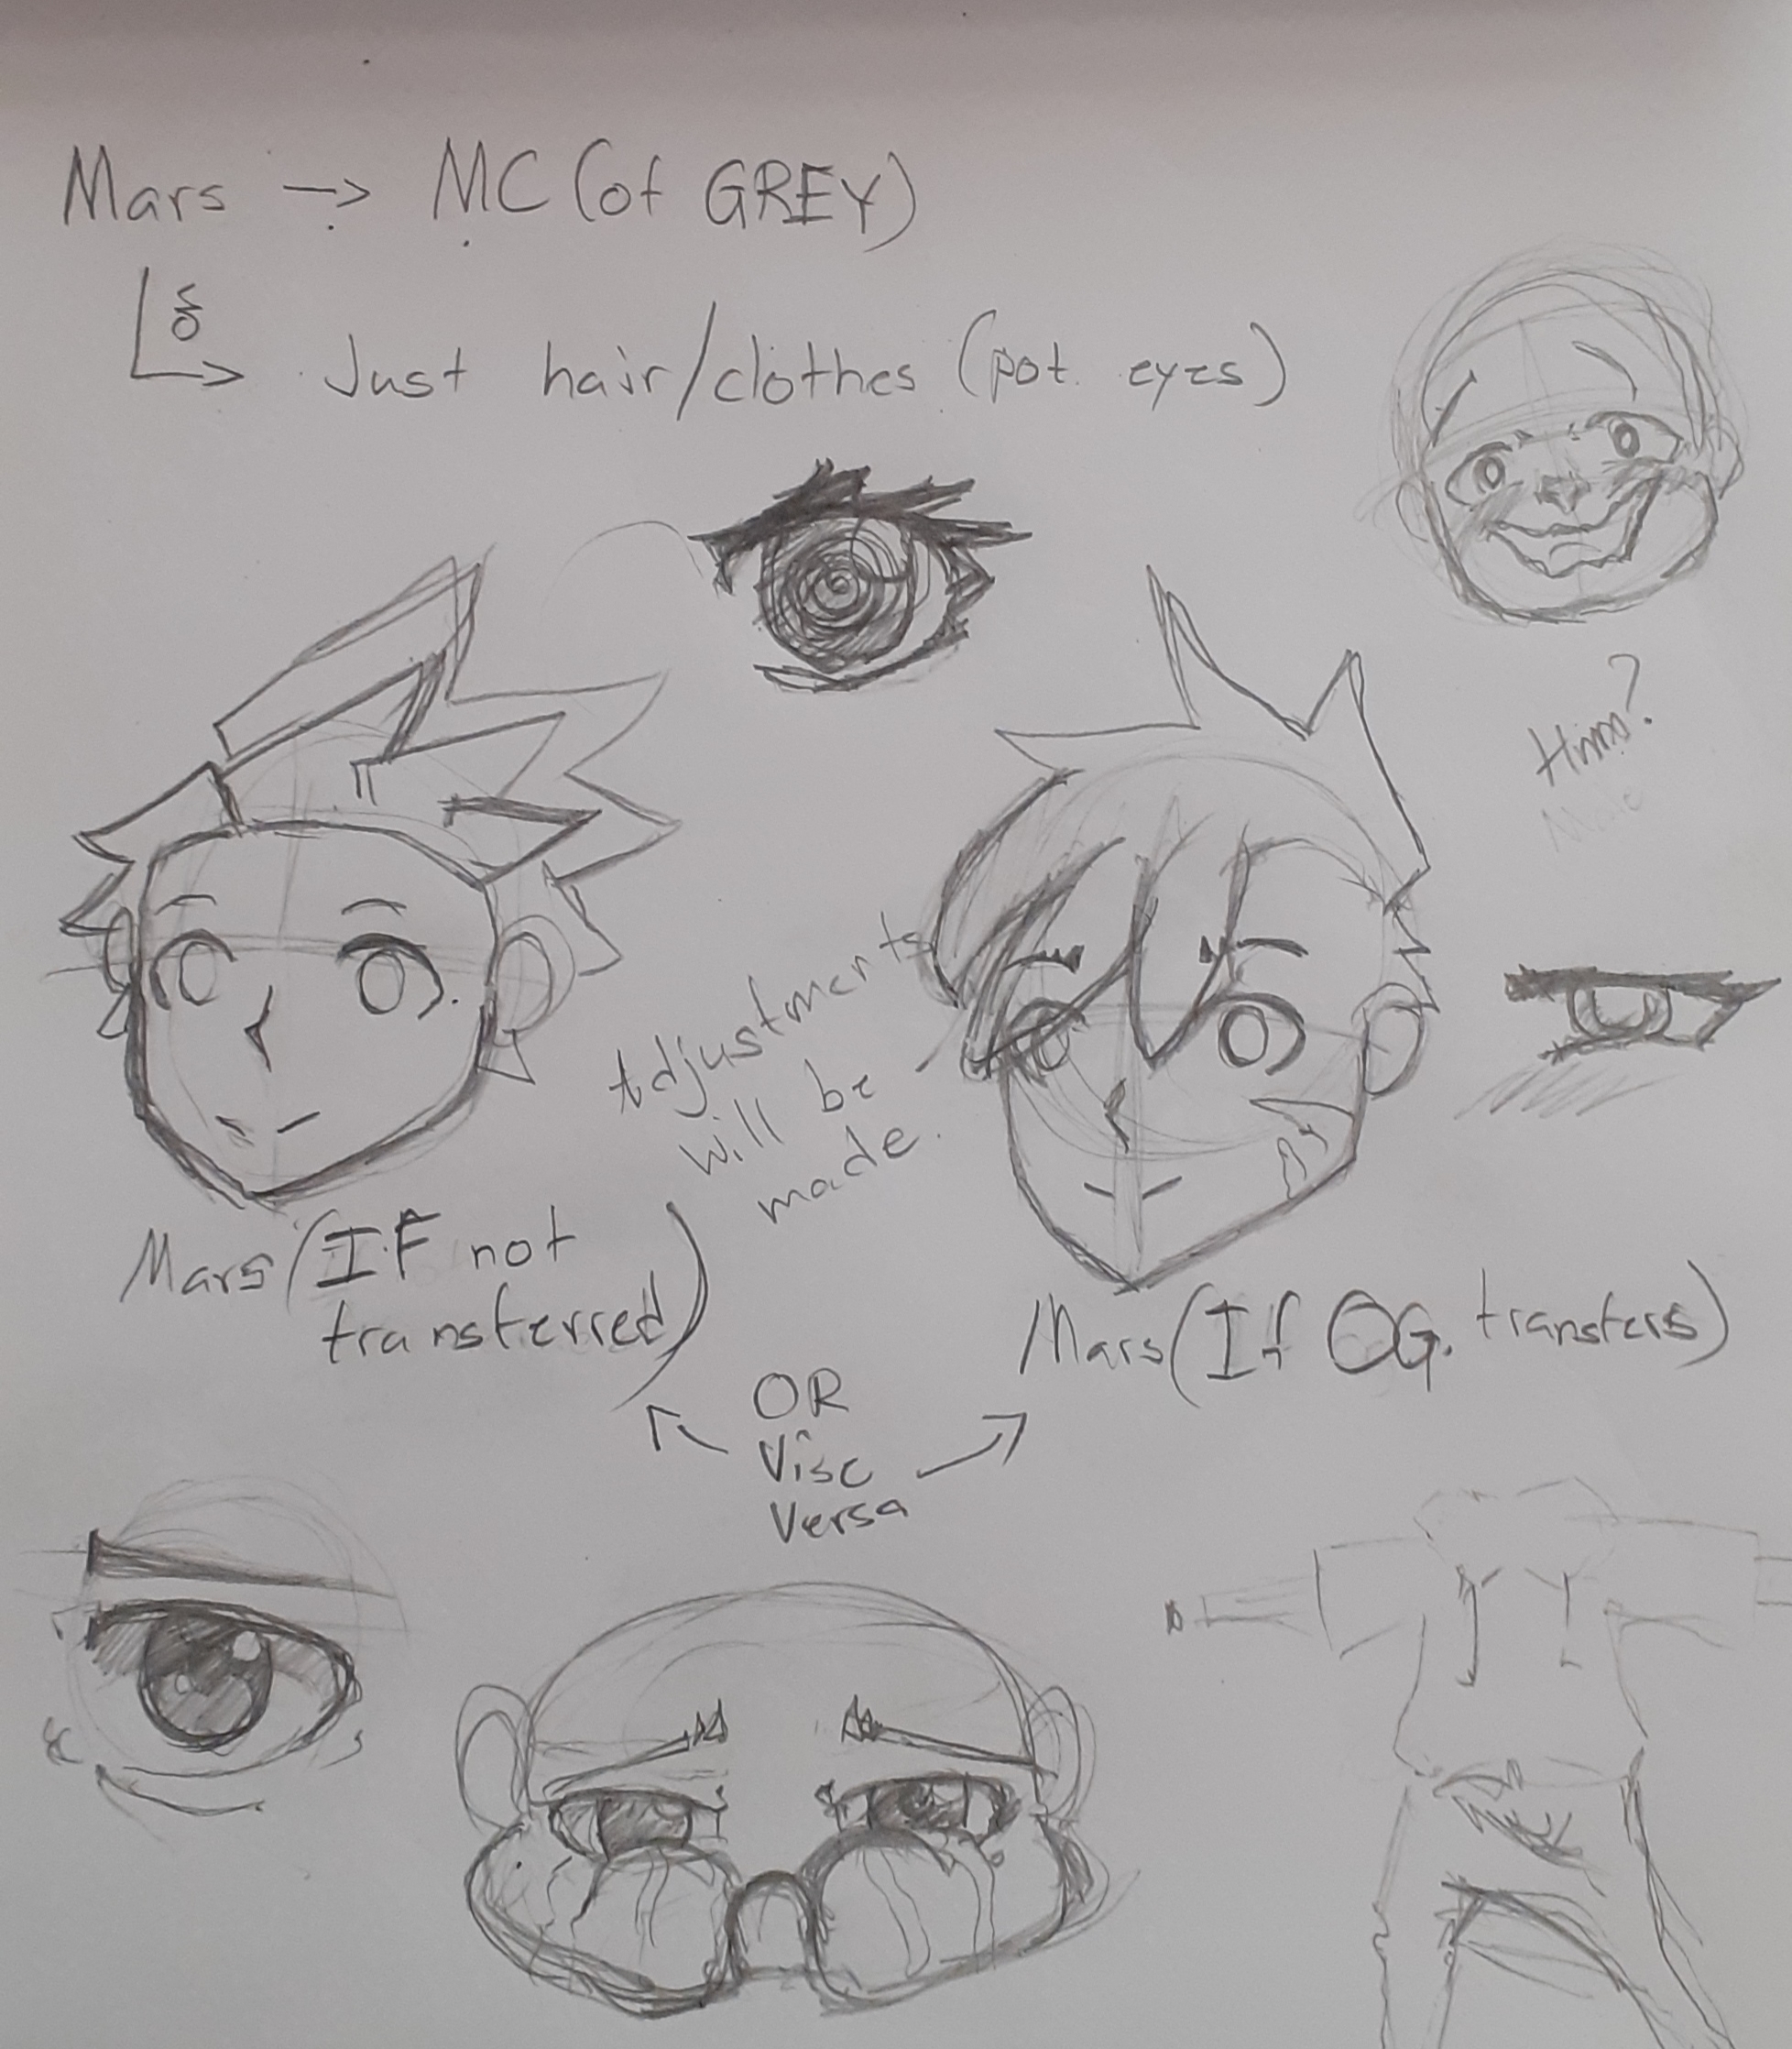 Mars → MC (of GREY)
Just hair/clothes (pot. eyes)
Hmm?
Adjustments
will be
made.
Mars (IF not
transferred)
Mars (If OG. transfers)
OR
Visc
Versa